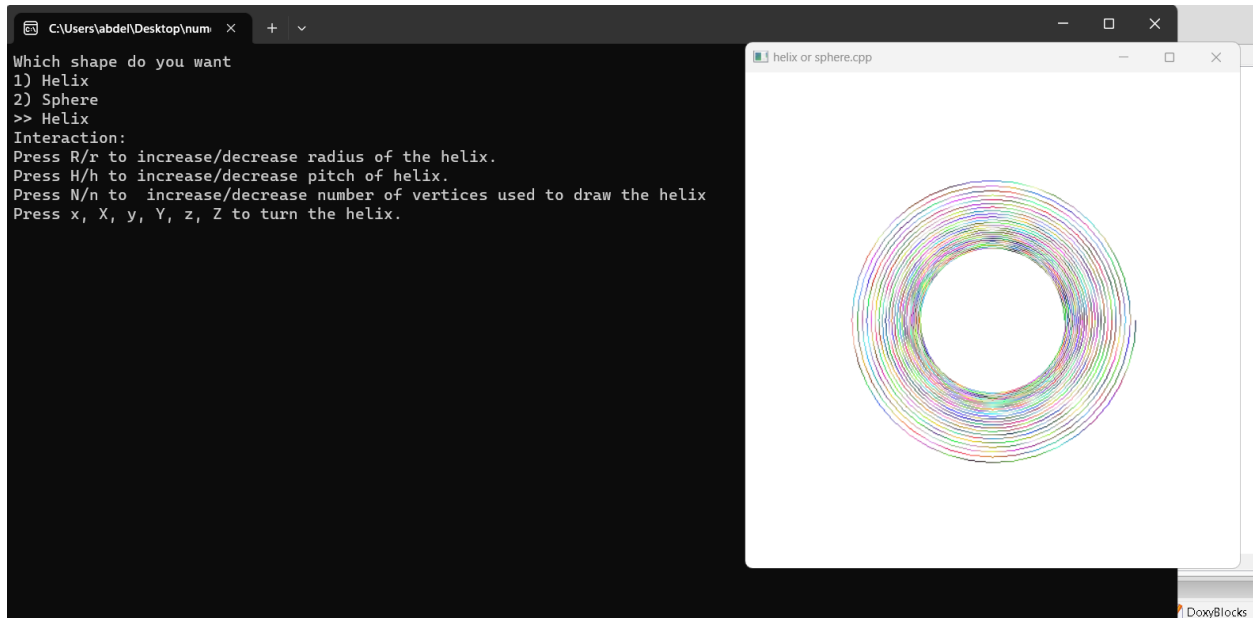 C:\Users\abdel\Desktop\num
Which shape do you want
1) Helix
2) Sphere
>> Helix
Interaction:
Press R/r to increase/decrease radius of the helix.
Press H/h to increase/decrease pitch of helix.
Press N/n to  increase/decrease number of vertices used to draw the helix
Press x, X, y, Y, z, Z to turn the helix.
helix or sphere.cpp
DoxyBlocks